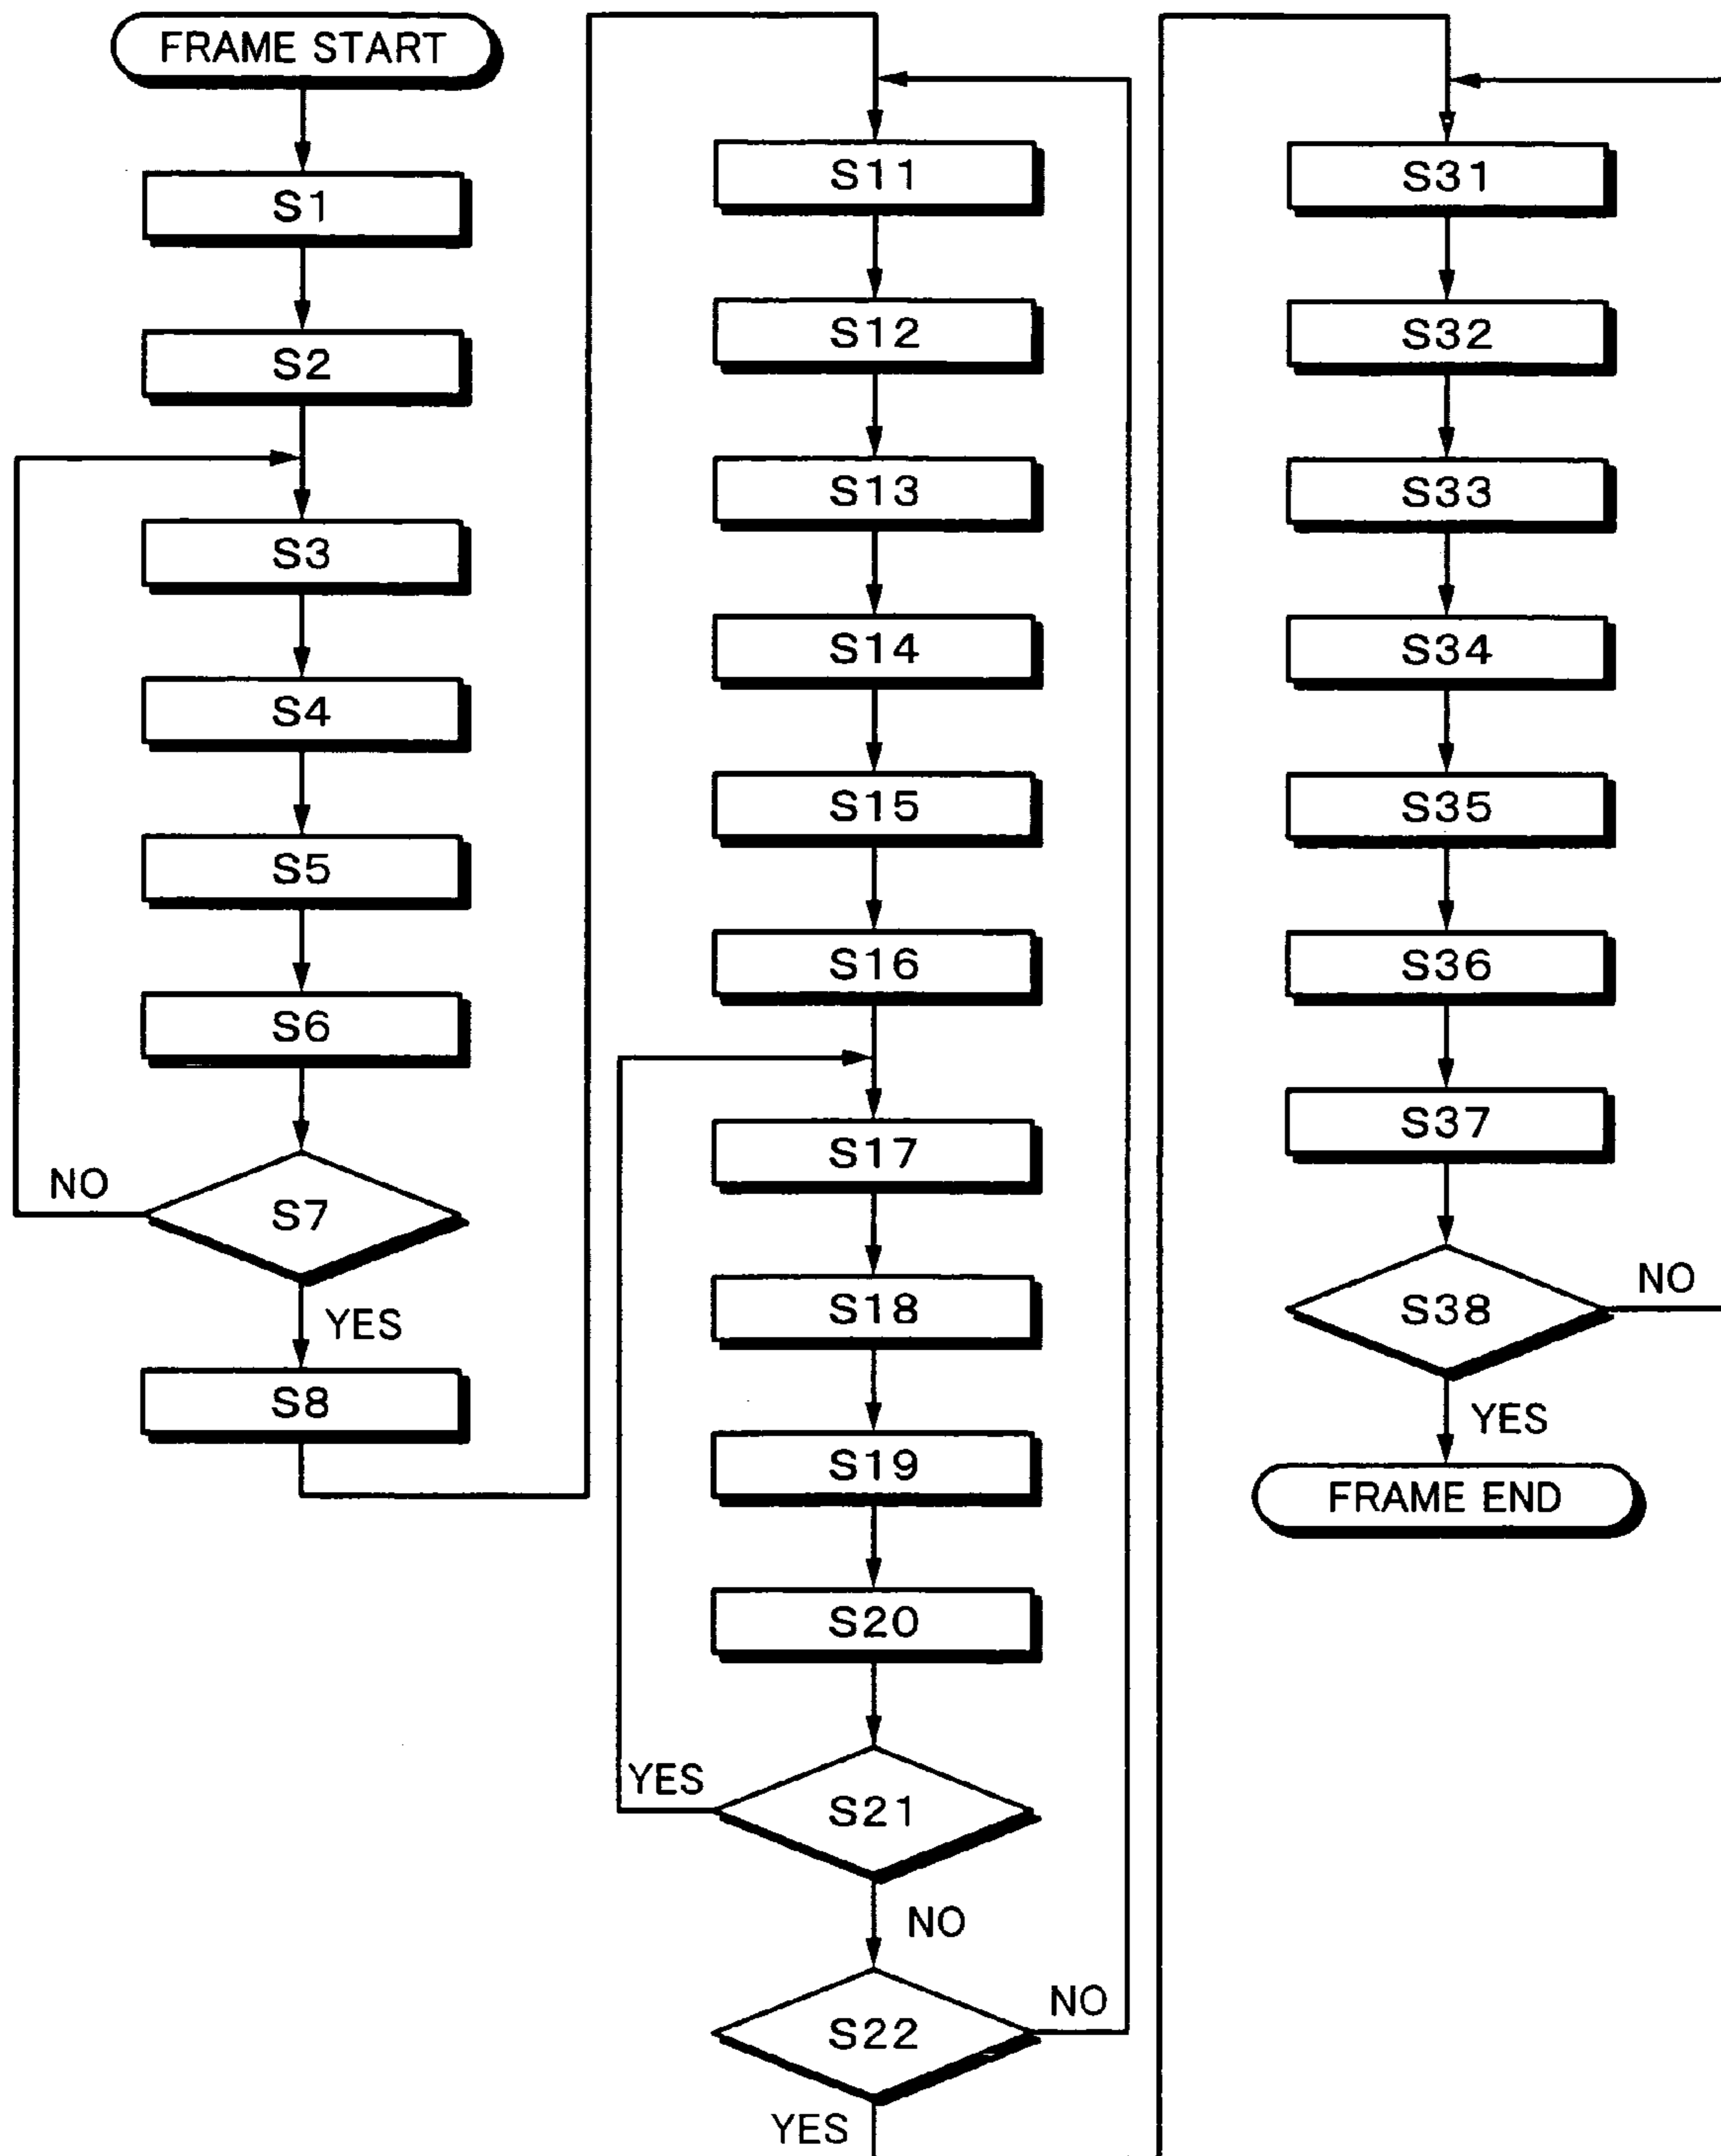 FRAME START
S1
S2
S3
S4
S5
S6
S7
NO
YES
S8
S11
S12
S13
S14
S15
S16
S17
S18
S19
S20
S21
YES
NO
S22
NO
YES
S31
S32
S33
S34
S35
S36
S37
S38
NO
YES
FRAME END